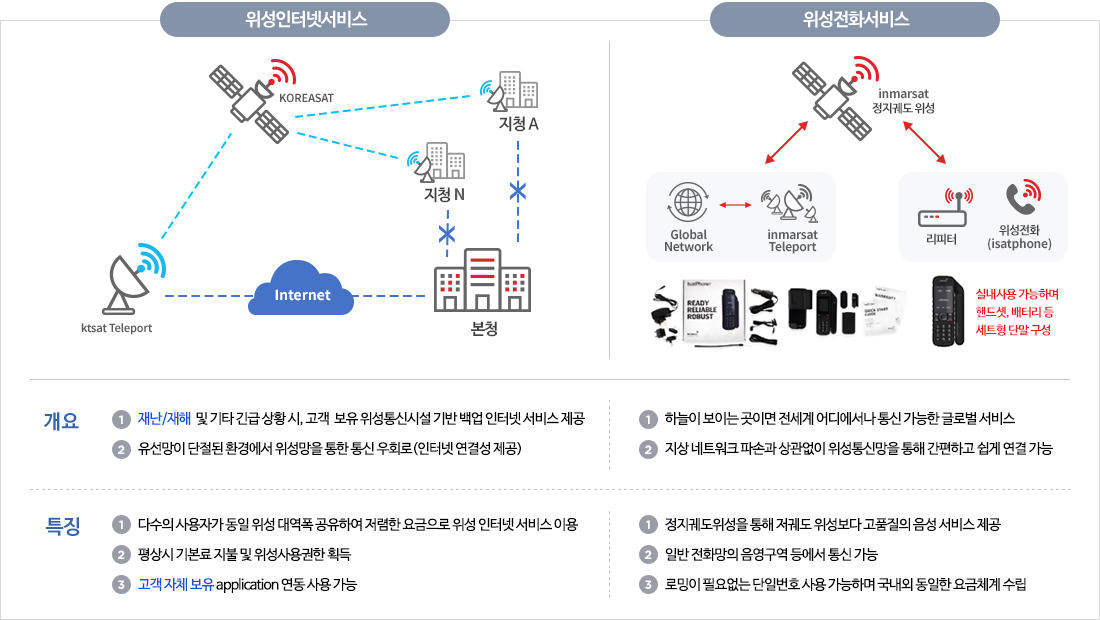 위성인터넷서비스
위성전화서비스
KOREASAT
지청 A
지청 N
Internet
ktsat Teleport
본청
inmarsat
정지궤도 위성
Global
Network
inmarsat
Teleport
리피터
위성전화
(isatphone)
READY
RELIABLE
ROBUST
WARRANTY
QUICK START
GUIDE
실내사용 가능하며
핸드셋, 배터리 등
세트형 단말 구성
개요
1 재난/재해 및 기타 긴급 상황 시, 고객 보유 위성통신시설 기반 백업 인터넷 서비스 제공
2 유선망이 단절된 환경에서 위성망을 통한 통신 우회로 (인터넷 연결성 제공)
1 하늘이 보이는 곳이면 전세계 어디에서나 통신 가능한 글로벌 서비스
2 지상 네트워크 파손과 상관없이 위성통신망을 통해 간편하고 쉽게 연결 가능
특징
1 다수의 사용자가 동일 위성 대역폭 공유하여 저렴한 요금으로 위성 인터넷 서비스 이용
2 평상시 기본료 지불 및 위성사용권한 획득
3 고객 자체 보유 application 연동 사용 가능
1 정지궤도위성을 통해 저궤도 위성보다 고품질의 음성 서비스 제공
2 일반 전화망의 음영구역 등에서 통신 가능
3 로밍이 필요없는 단일번호 사용 가능하며 국내외 동일한 요금체계 수립